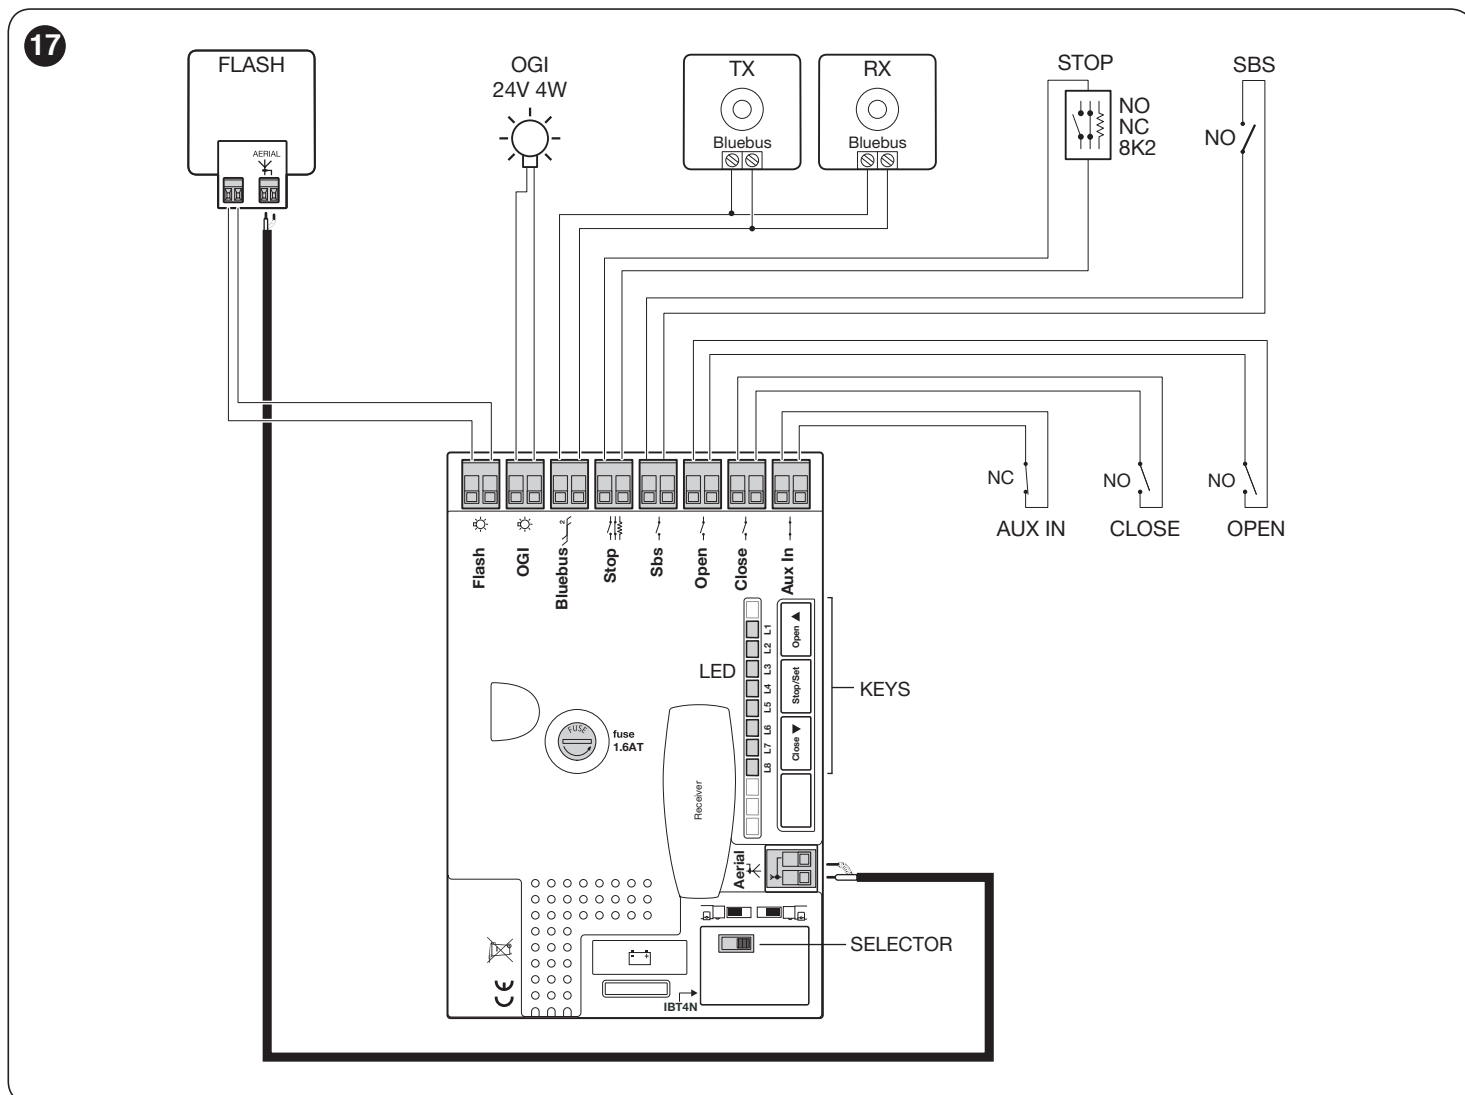 17
FLASH
AERIAL
OGI
24V 4W
TX
Bluebus
RX
Bluebus
STOP
NO
NC
8K2
SBS
NO
NC
AUX IN
NO
CLOSE
NO
OPEN
Flash
OGI
Bluebus
2
Stop
Sbs
Open
Close
Aux In
LED
L1
L2
L3
L4
L5
L6
L7
L8
Open ▲
Stop/Set
Close ▼
KEYS
FUSE
fuse
1.6AT
Receiver
Aerial
SELECTOR
IBT4N
CE